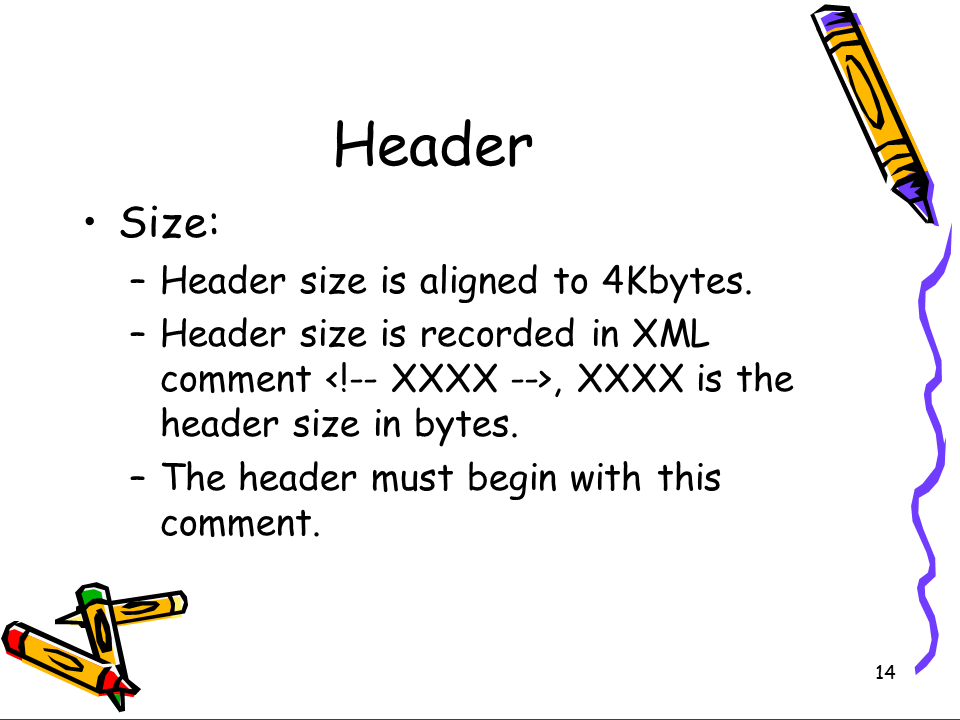 Header
• Size:
– Header size is aligned to 4Kbytes.
– Header size is recorded in XML
comment <!-- XXXX -->, XXXX is the
header size in bytes.
– The header must begin with this
comment.
14